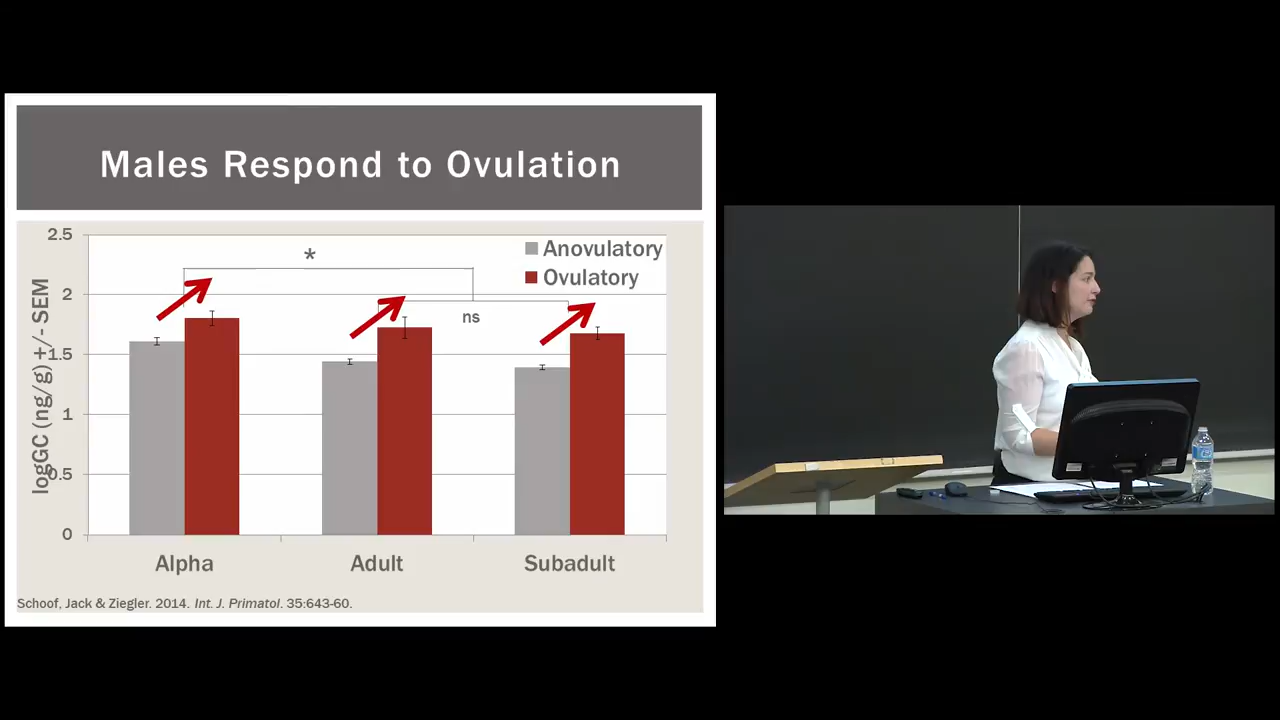 Males Respond to Ovulation
2.5
2
1.5
1
0.5
0
logGC (ng/g) +/- SEM
*
ns
Anovulatory
Ovulatory
Alpha
Adult
Subadult
Schoof, Jack & Ziegler. 2014. Int. J. Primatol. 35:643-60.